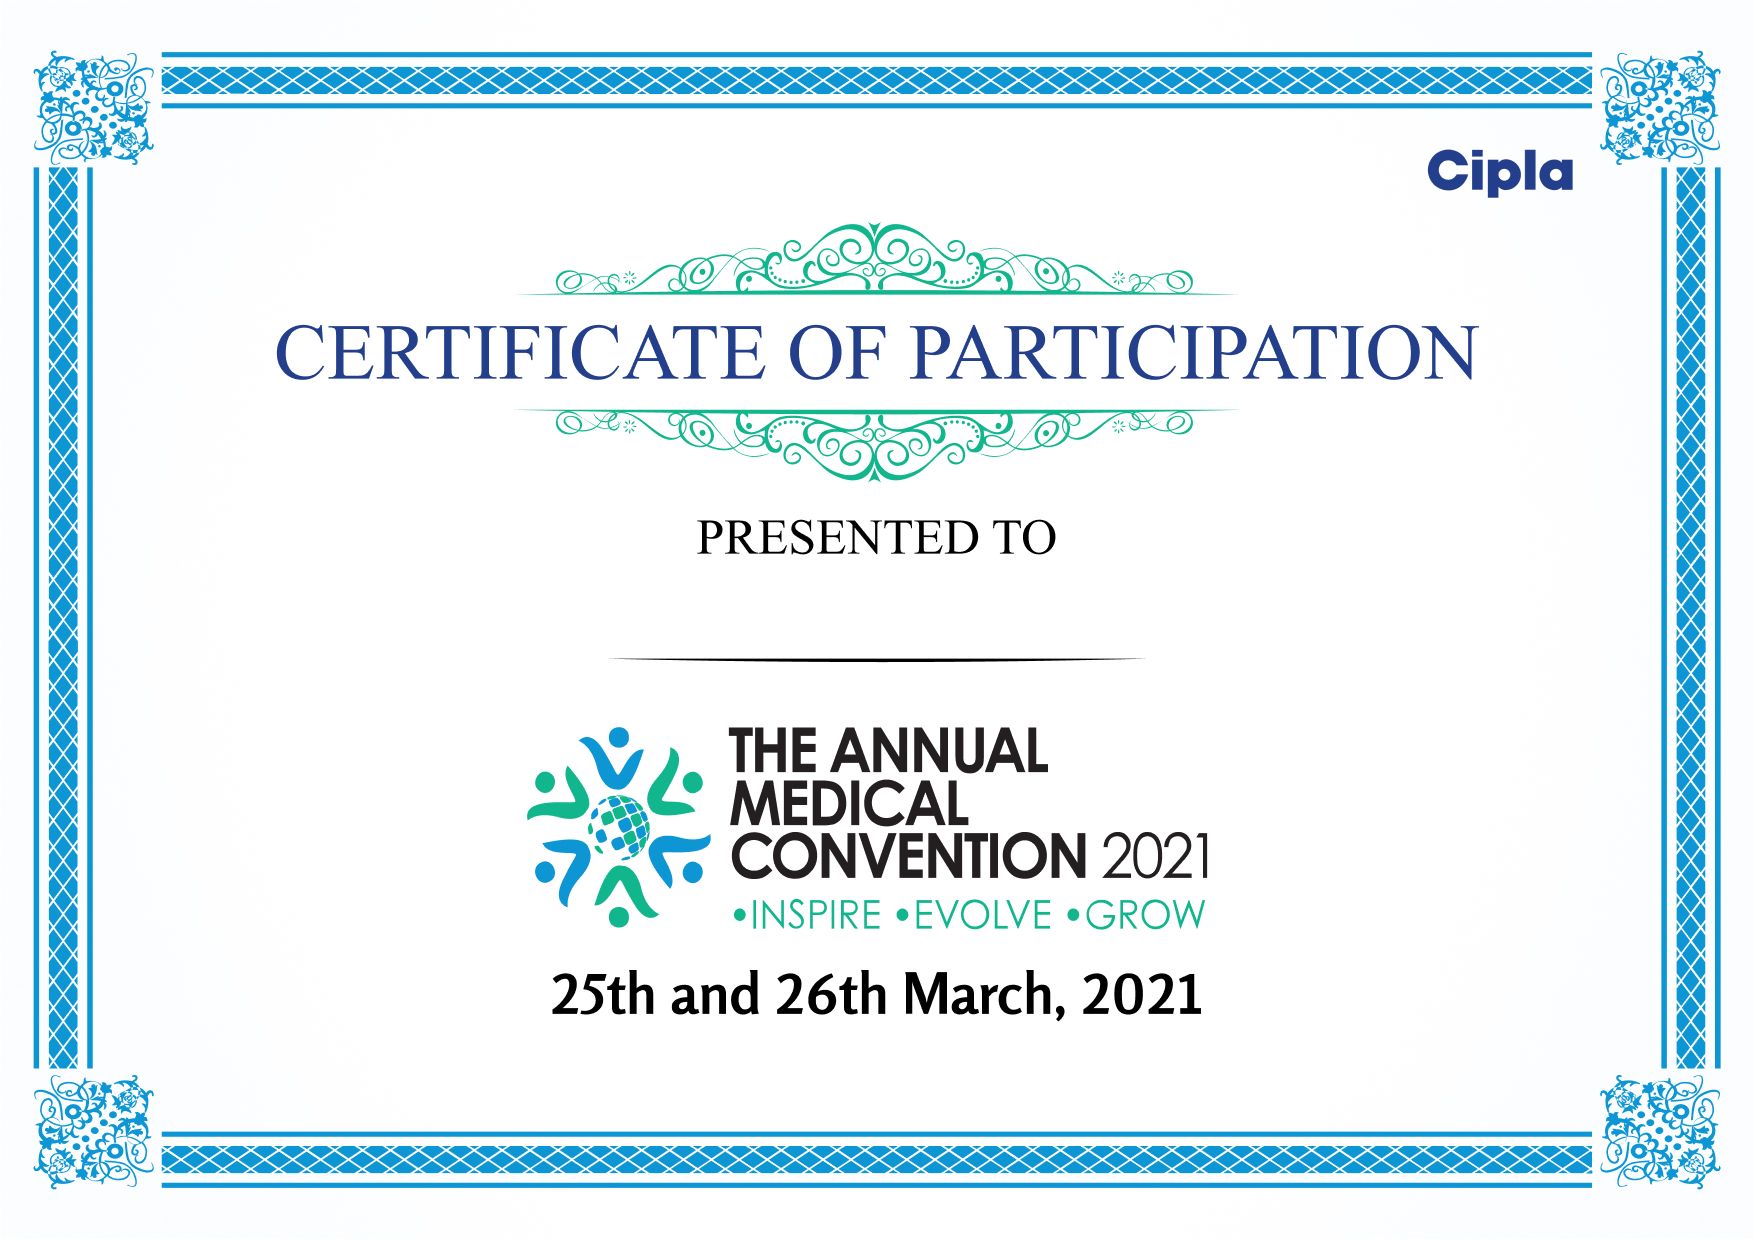 Cipla
CERTIFICATE OF PARTICIPATION
PRESENTED TO
THE ANNUAL
MEDICAL
CONVENTION 2021
•INSPIRE •EVOLVE •GROW
25th and 26th March, 2021